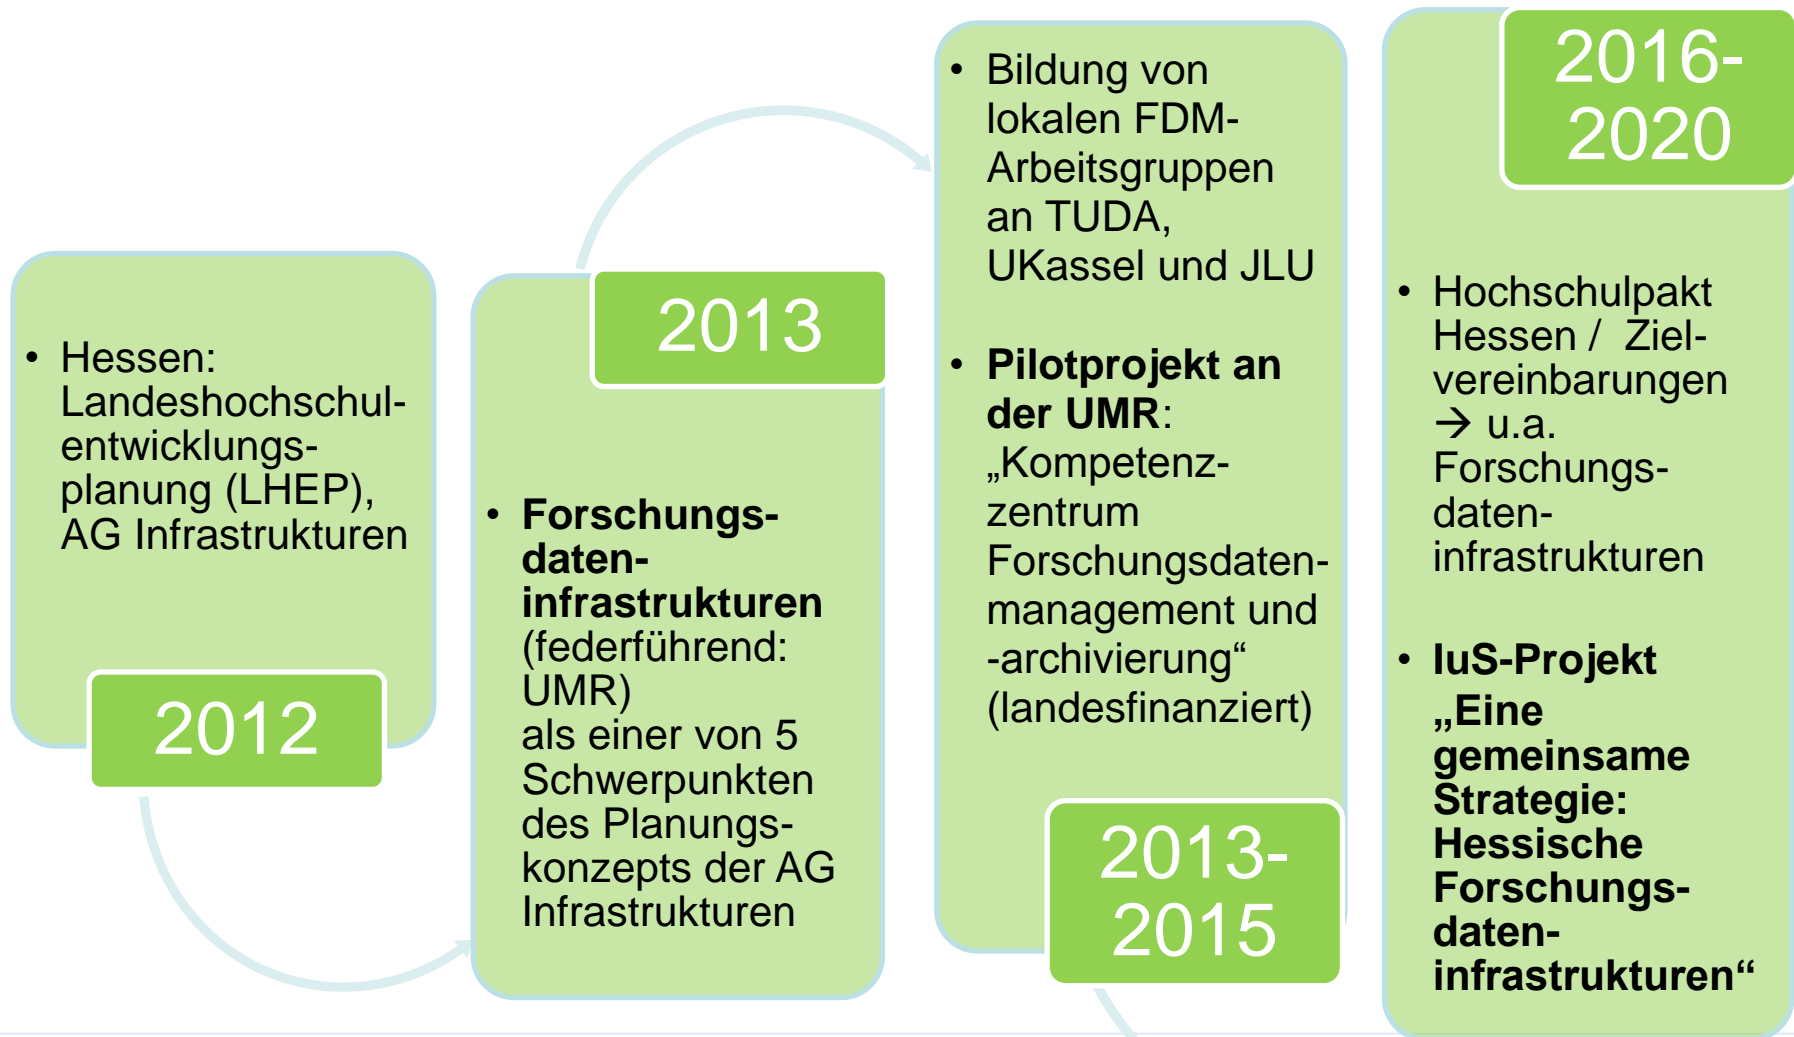 • Hessen:
Landeshochschul-
entwicklungs-
planung (LHEP),
AG Infrastrukturen
2012
2013
• Forschungs-
daten-
infrastrukturen
(federführend:
UMR)
als einer von 5
Schwerpunkten
des Planungs-
konzepts der AG
Infrastrukturen
• Bildung von
lokalen FDM-
Arbeitsgruppen
an TUDA,
UKassel und JLU
• Pilotprojekt an
der UMR:
„Kompetenz-
zentrum
Forschungsdaten-
management und
-archivierung“
(landesfinanziert)
2013-
2015
2016-
2020
• Hochschulpakt
Hessen /  Ziel-
vereinbarungen
→ u.a.
Forschungs-
daten-
infrastrukturen
• IuS-Projekt
„Eine
gemeinsame
Strategie:
Hessische
Forschungs-
daten-
infrastrukturen“